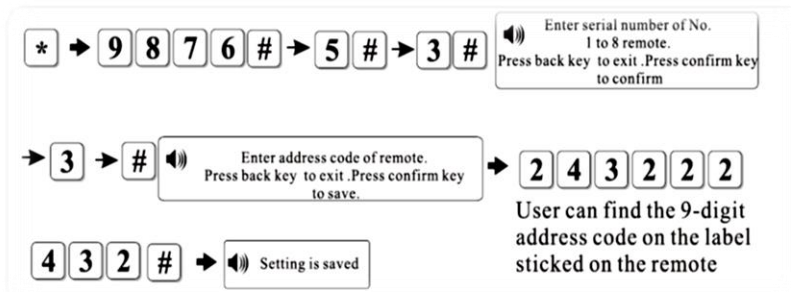 * 9 8 7 6 # 5 # 3 #
Enter serial number of No.
1 to 8 remote.
Press back key to exit .Press confirm key
to confirm
3 #
Enter address code of remote.
Press back key to exit .Press confirm key
to save.
2 4 3 2 2 2
User can find the 9-digit
address code on the label
sticked on the remote
4 3 2 #
Setting is saved